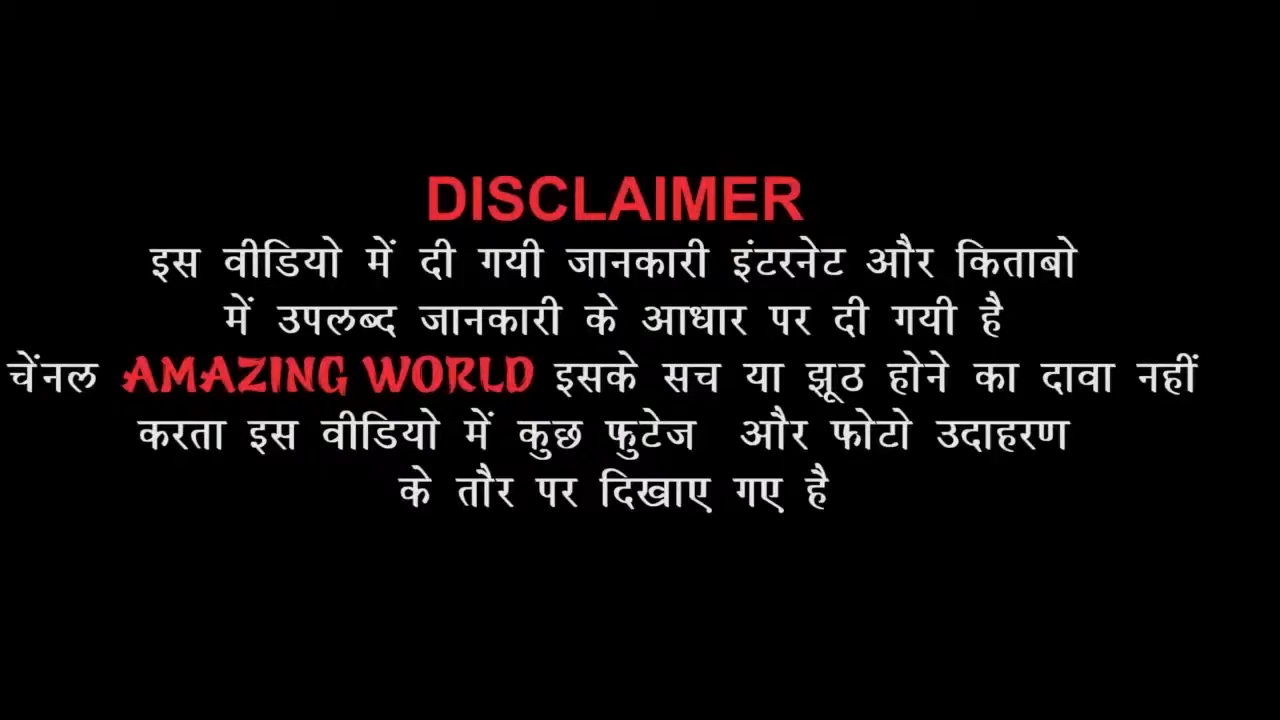 DISCLAIMER
इस वीडियो में दी गयी जानकारी इंटरनेट और किताबो
में उपलब्द जानकारी के आधार पर दी गयी है
चेंनल AMAZING WORLD इसके सच या झूठ होने का दावा नहीं
करता इस वीडियो में कुछ फुटेज और फोटो उदाहरण
के तौर पर दिखाए गए है